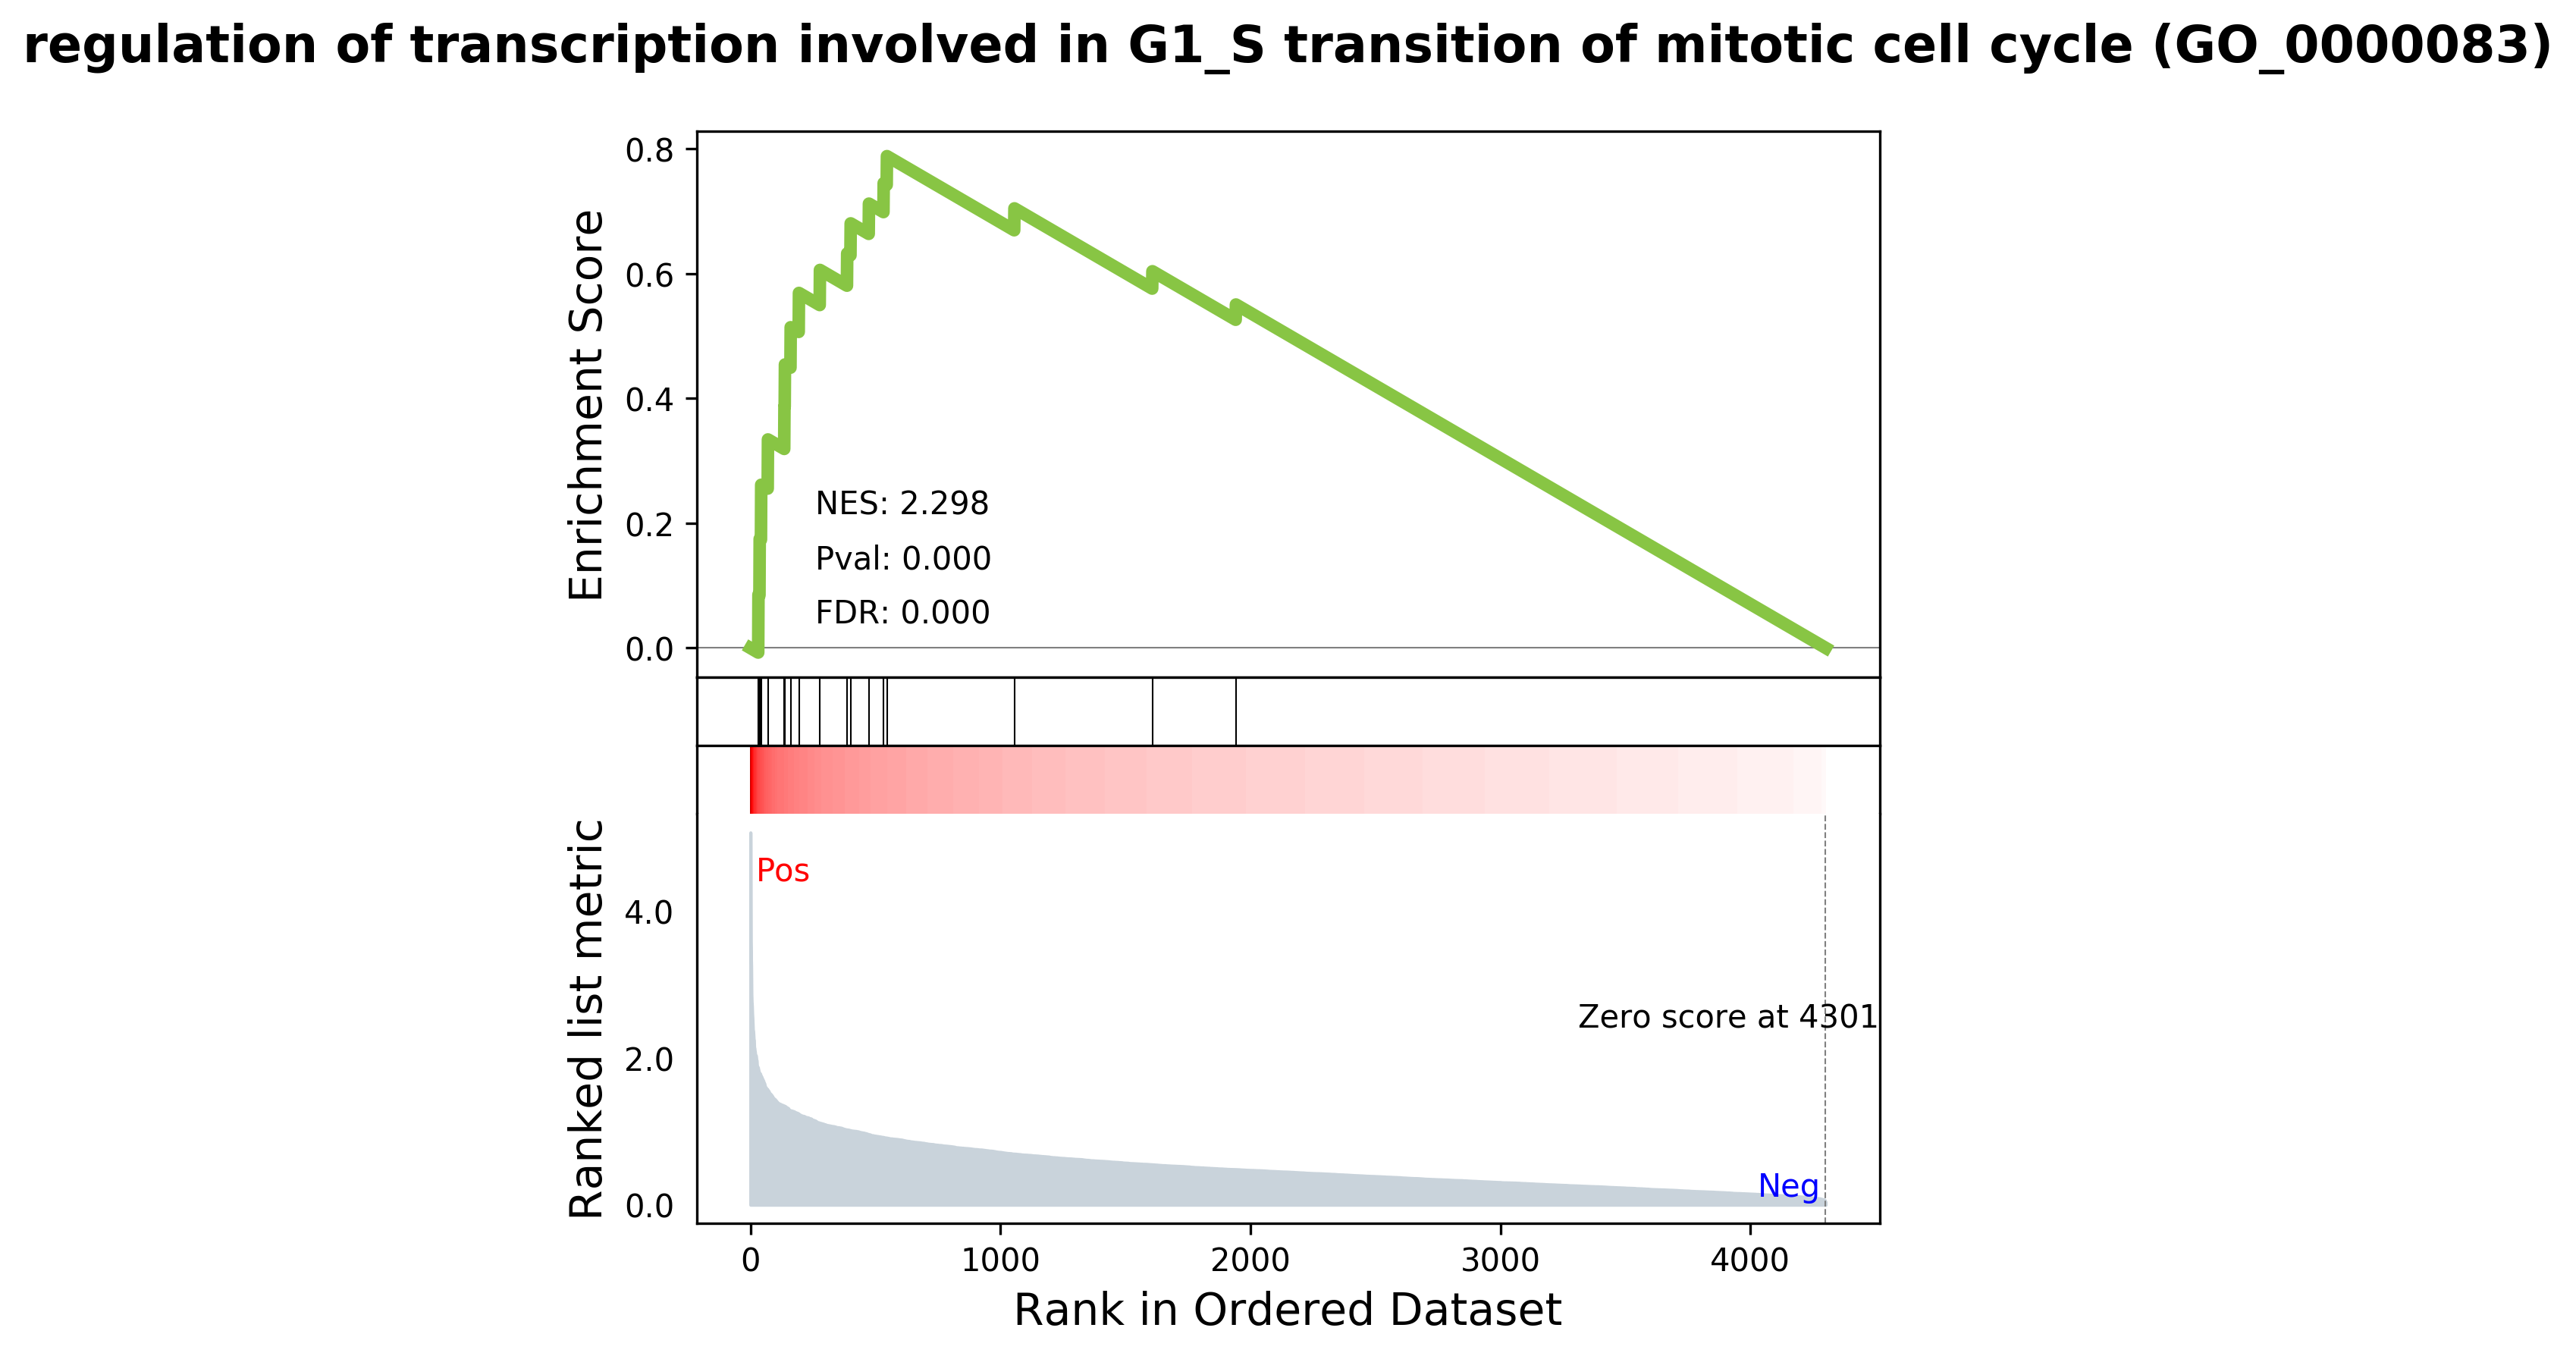 regulation of transcription involved in G1_S transition of mitotic cell cycle (GO_0000083)
Enrichment Score
0.8
0.6
0.4
0.2
0.0
NES: 2.298
Pval: 0.000
FDR: 0.000
Ranked list metric
4.0
2.0
0.0
Pos
Zero score at 4301
Neg
0 1000 2000 3000 4000
Rank in Ordered Dataset